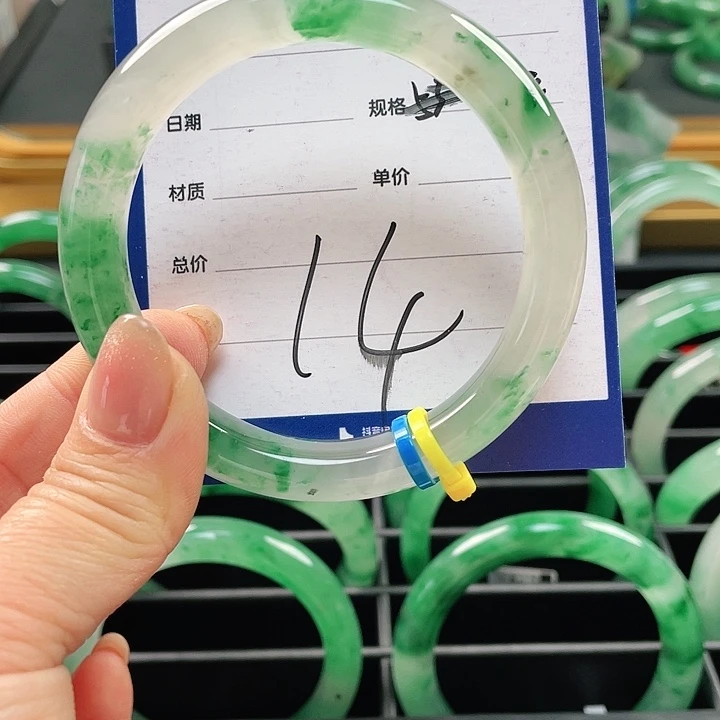 日期 规格
材质 单价
总价
14